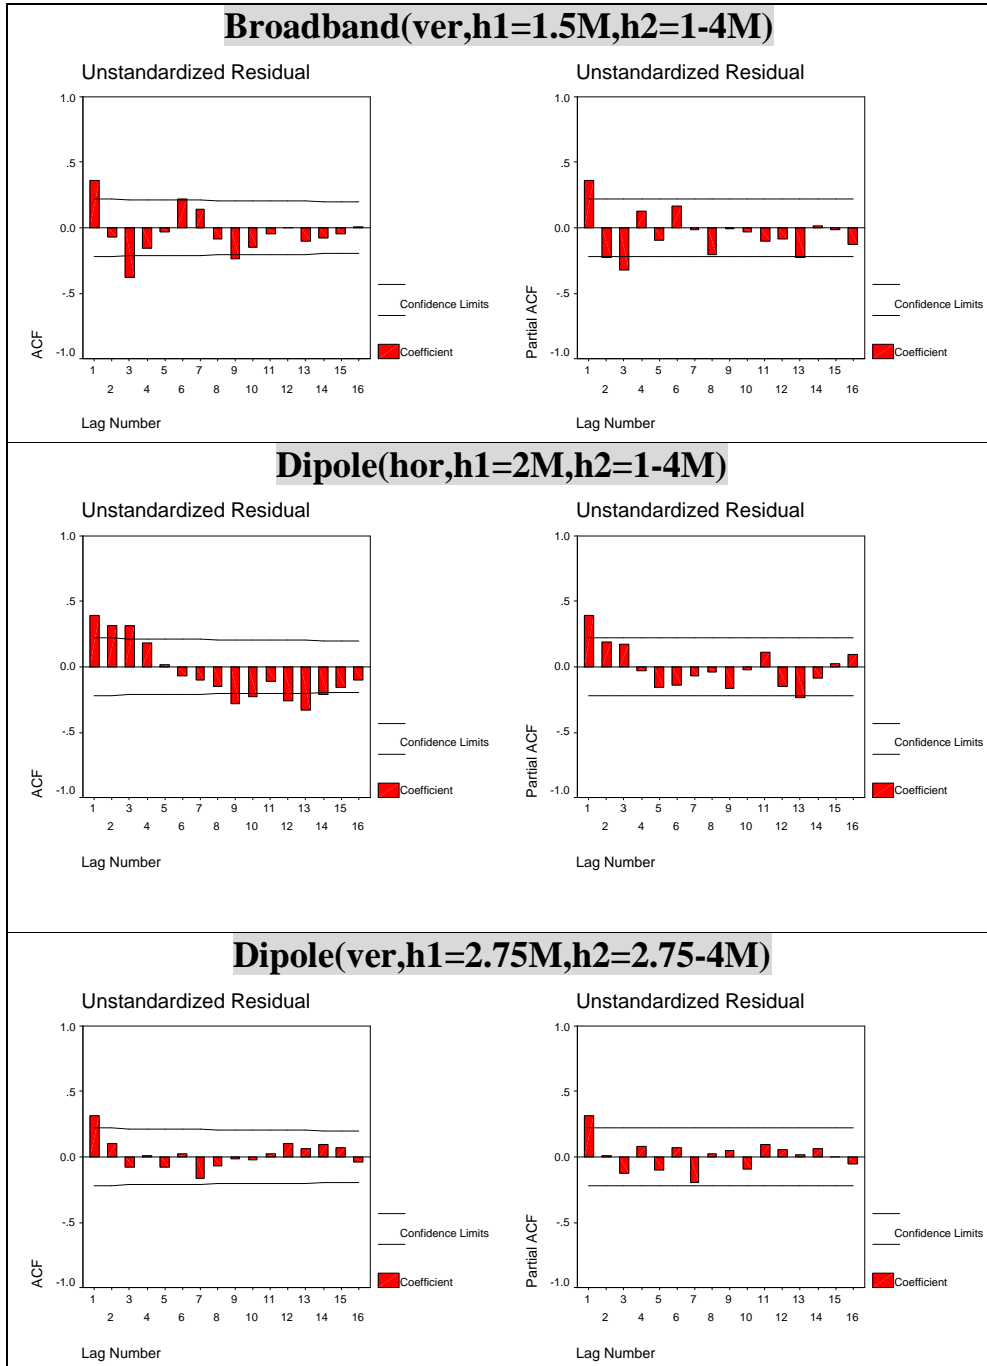 Broadband(ver,h1=1.5M,h2=1-4M)
Unstandardized Residual
ACF
1.0
.5
0.0
-.5
-1.0
1 3 5 7 9 11 13 15
2 4 6 8 10 12 14 16
Lag Number
Confidence Limits
Coefficient
Unstandardized Residual
Partial ACF
1.0
.5
0.0
-.5
-1.0
1 3 5 7 9 11 13 15
2 4 6 8 10 12 14 16
Lag Number
Confidence Limits
Coefficient
Dipole(hor,h1=2M,h2=1-4M)
Unstandardized Residual
ACF
1.0
.5
0.0
-.5
-1.0
1 3 5 7 9 11 13 15
2 4 6 8 10 12 14 16
Lag Number
Confidence Limits
Coefficient
Unstandardized Residual
Partial ACF
1.0
.5
0.0
-.5
-1.0
1 3 5 7 9 11 13 15
2 4 6 8 10 12 14 16
Lag Number
Confidence Limits
Coefficient
Dipole(ver,h1=2.75M,h2=2.75-4M)
Unstandardized Residual
ACF
1.0
.5
0.0
-.5
-1.0
1 3 5 7 9 11 13 15
2 4 6 8 10 12 14 16
Lag Number
Confidence Limits
Coefficient
Unstandardized Residual
Partial ACF
1.0
.5
0.0
-.5
-1.0
1 3 5 7 9 11 13 15
2 4 6 8 10 12 14 16
Lag Number
Confidence Limits
Coefficient